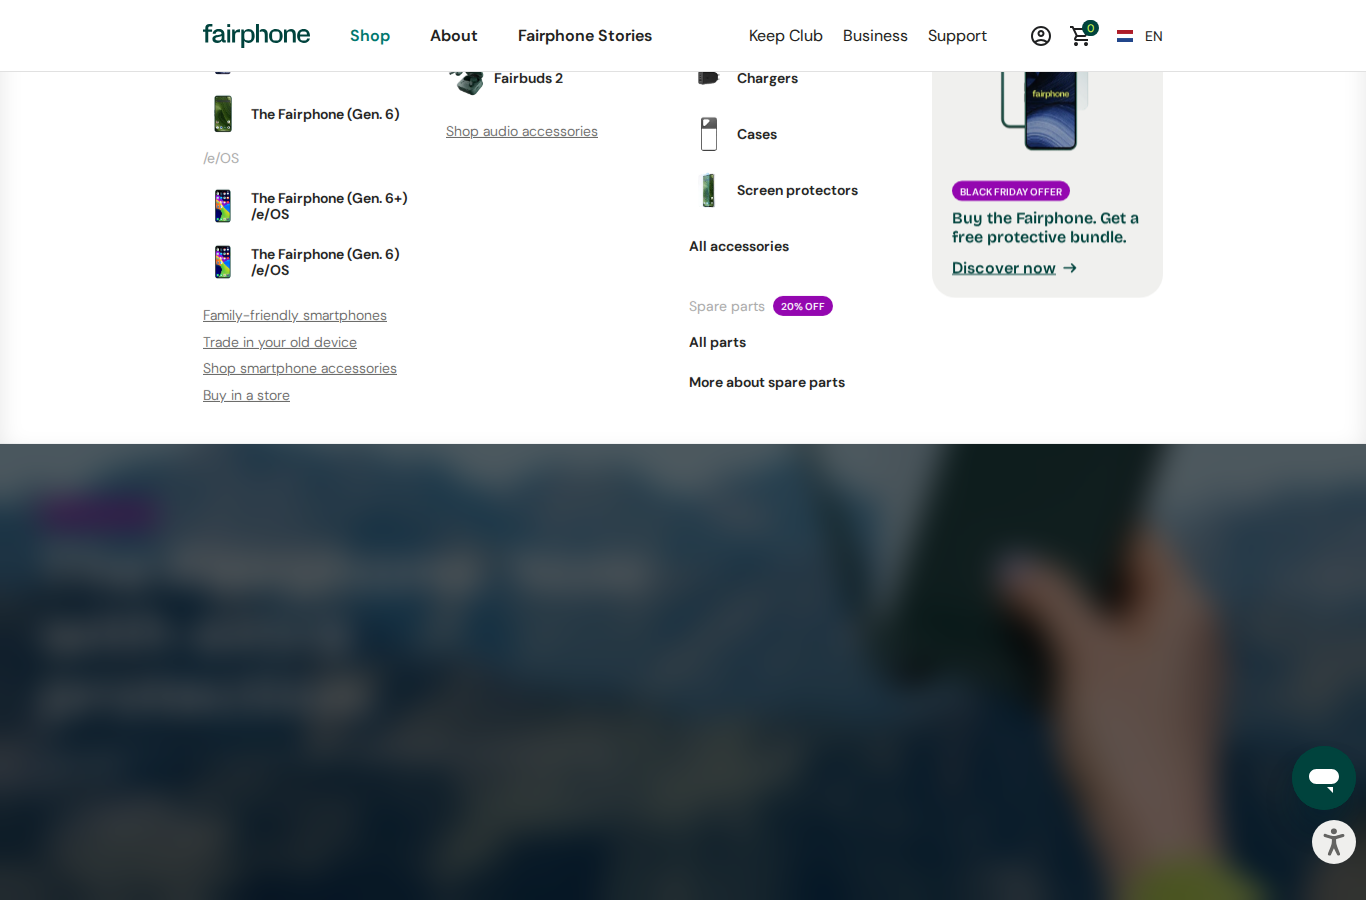 fairphone Shop About Fairphone Stories Keep Club Business Support 0 EN
The Fairphone (Gen. 6)
/e/OS
The Fairphone (Gen. 6+)
/e/OS
The Fairphone (Gen. 6)
/e/OS
Family-friendly smartphones
Trade in your old device
Shop smartphone accessories
Buy in a store
Fairbuds 2
Shop audio accessories
Chargers
Cases
Screen protectors
All accessories
Spare parts 20% OFF
All parts
More about spare parts
fairphone
BLACK FRIDAY OFFER
Buy the Fairphone. Get a
free protective bundle.
Discover now